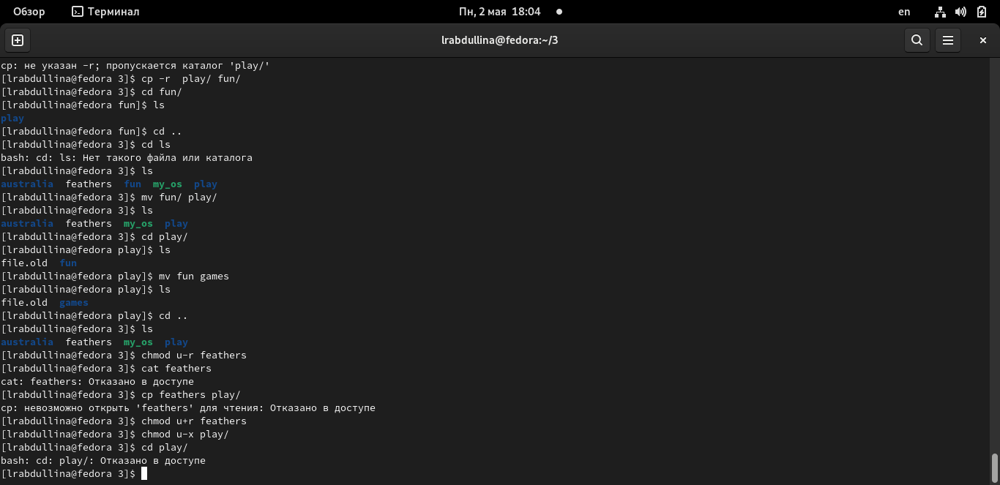 Обзор Терминал Пн, 2 мая 18:04 en
lrabdullina@fedora:~/3
cp: не указан -r; пропускается каталог 'play/'
[lrabdullina@fedora 3]$ cp -r  play/ fun/
[lrabdullina@fedora 3]$ cd fun/
[lrabdullina@fedora fun]$ ls
play
[lrabdullina@fedora fun]$ cd ..
[lrabdullina@fedora 3]$ cd ls
bash: cd: ls: Нет такого файла или каталога
[lrabdullina@fedora 3]$ ls
australia  feathers  fun  my_os  play
[lrabdullina@fedora 3]$ mv fun/ play/
[lrabdullina@fedora 3]$ ls
australia  feathers  my_os  play
[lrabdullina@fedora 3]$ cd play/
[lrabdullina@fedora play]$ ls
file.old  fun
[lrabdullina@fedora play]$ mv fun games
[lrabdullina@fedora play]$ ls
file.old  games
[lrabdullina@fedora play]$ cd ..
[lrabdullina@fedora 3]$ ls
australia  feathers  my_os  play
[lrabdullina@fedora 3]$ chmod u-r feathers
[lrabdullina@fedora 3]$ cat feathers
cat: feathers: Отказано в доступе
[lrabdullina@fedora 3]$ cp feathers play/
cp: невозможно открыть 'feathers' для чтения: Отказано в доступе
[lrabdullina@fedora 3]$ chmod u+r feathers
[lrabdullina@fedora 3]$ chmod u-x play/
[lrabdullina@fedora 3]$ cd play/
bash: cd: play/: Отказано в доступе
[lrabdullina@fedora 3]$